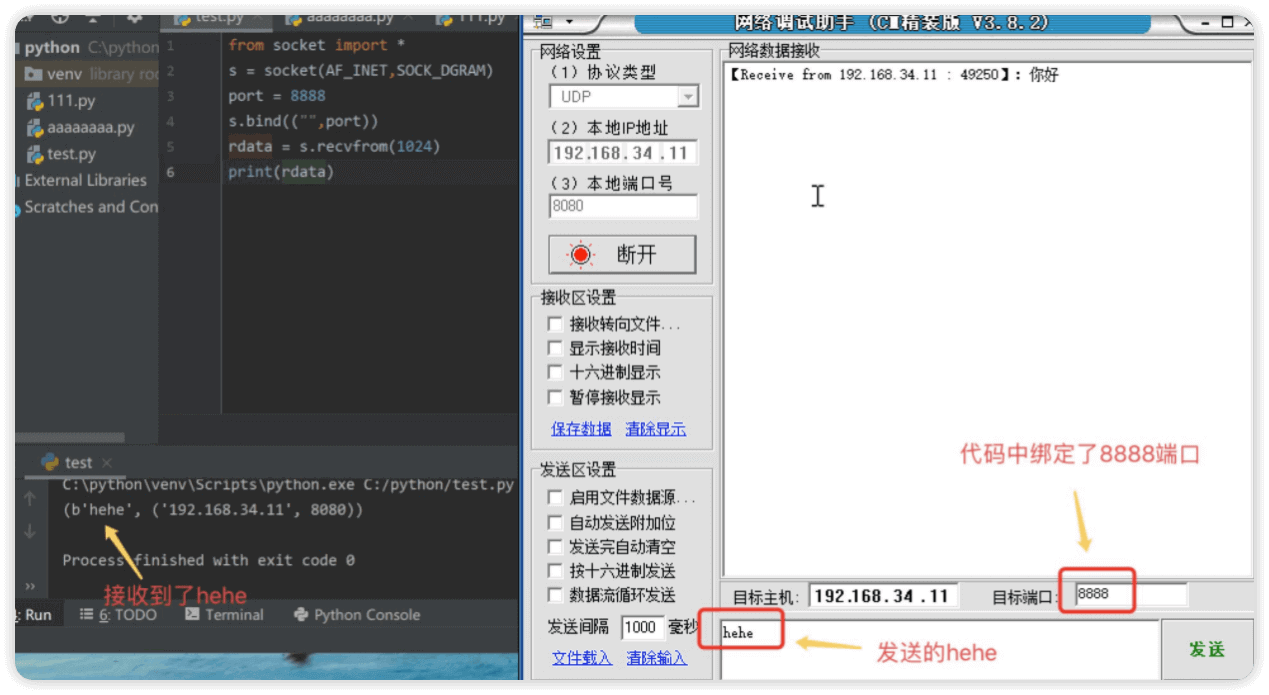 test.py
aaaaaaaa.py
111.py
python C:\python
venv library roo
111.py
aaaaaaaa.py
test.py
External Libraries
Scratches and Con
1 from socket import *
2 s = socket(AF_INET,SOCK_DGRAM)
3 port = 8888
4 s.bind(("",port))
5 rdata = s.recvfrom(1024)
6 print(rdata)
test
C:\python\venv\Scripts\python.exe C:/python/test.py
(b'hehe', ('192.168.34.11', 8080))
Process finished with exit code 0
接收到了hehe
Run
6: TODO
Terminal
Python Console
网络调试助手 (C■精装版 V3.8.2)
网络设置
(1) 协议类型
UDP
(2) 本地IP地址
192.168.34.11
(3) 本地端口号
8080
断开
接收区设置
接收转向文件...
显示接收时间
十六进制显示
暂停接收显示
保存数据 清除显示
发送区设置
启用文件数据源...
自动发送附加位
发送完自动清空
按十六进制发送
数据流循环发送
发送间隔 1000 毫秒
文件载入 清除输入
网络数据接收
【Receive from 192.168.34.11 : 49250】：你好
代码中绑定了8888端口
目标主机: 192.168.34.11 目标端口: 8888
hehe
发送的hehe
发送